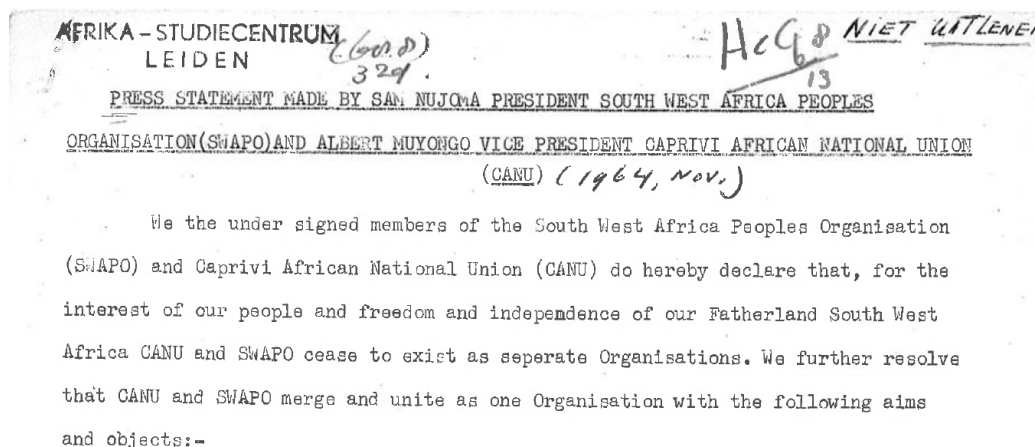 AFRIKA – STUDIECENTRUM
LEIDEN
329.
HcG 8
13
NIET UITLENEN
PRESS STATEMENT MADE BY SAM NUJOMA PRESIDENT SOUTH WEST AFRICA PEOPLES
ORGANISATION(SWAPO)AND ALBERT MUYONGO VICE PRESIDENT CAPRIVI AFRICAN NATIONAL UNION
(CANU) (1964, Nov.)
We the under signed members of the South West Africa Peoples Organisation
(SWAPO) and Caprivi African National Union (CANU) do hereby declare that, for the
interest of our people and freedom and independence of our Fatherland South West
Africa CANU and SWAPO cease to exist as seperate Organisations. We further resolve
that CANU and SWAPO merge and unite as one Organisation with the following aims
and objects:-